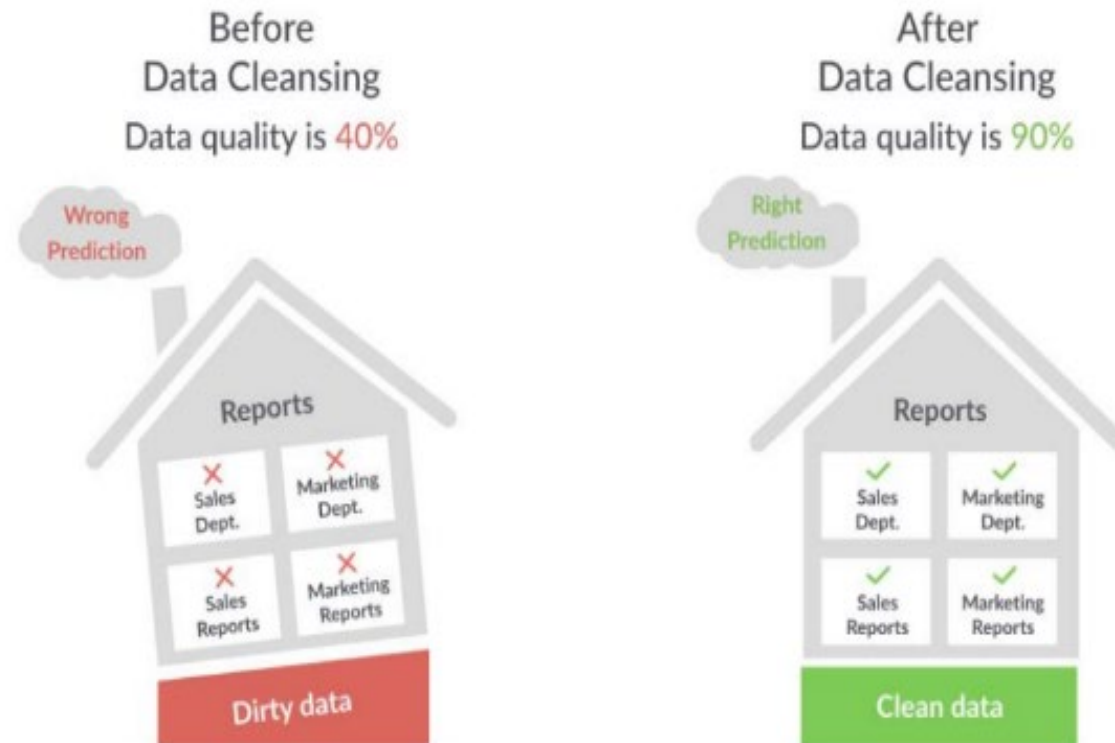 Before
Data Cleansing
Data quality is 40%
Wrong
Prediction
Reports
Sales
Dept.
Marketing
Dept.
Sales
Reports
Marketing
Reports
Dirty data
After
Data Cleansing
Data quality is 90%
Right
Prediction
Reports
Sales
Dept.
Marketing
Dept.
Sales
Reports
Marketing
Reports
Clean data